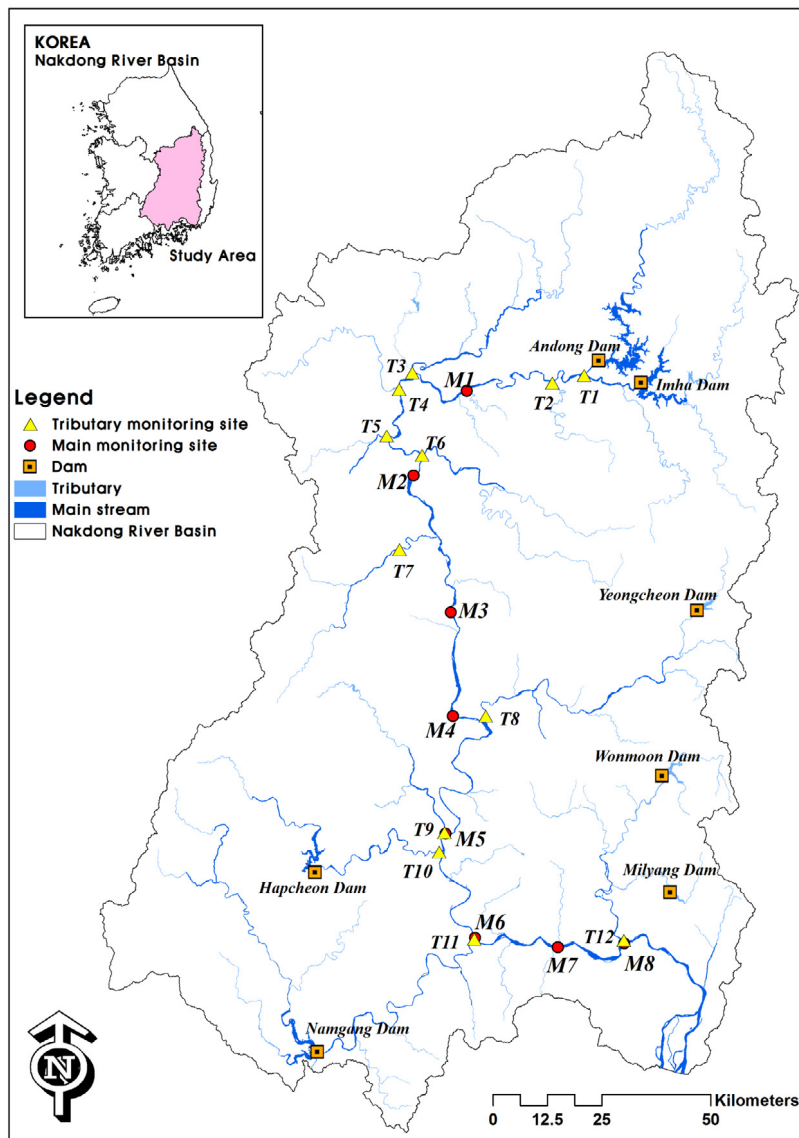 KOREA
Nakdong River Basin
Study Area
Andong Dam
Imha Dam
T3
M1
T2
T1
T4
Legend
Tributary monitoring site
Main monitoring site
Dam
Tributary
Main stream
Nakdong River Basin
T5
T6
M2
T7
Yeongcheon Dam
M3
M4
T8
Wonmoon Dam
T9
M5
T10
Hapcheon Dam
Milyang Dam
M6
T11
T12
M7
M8
Namgang Dam
N
Kilometers
0 12.5 25 50